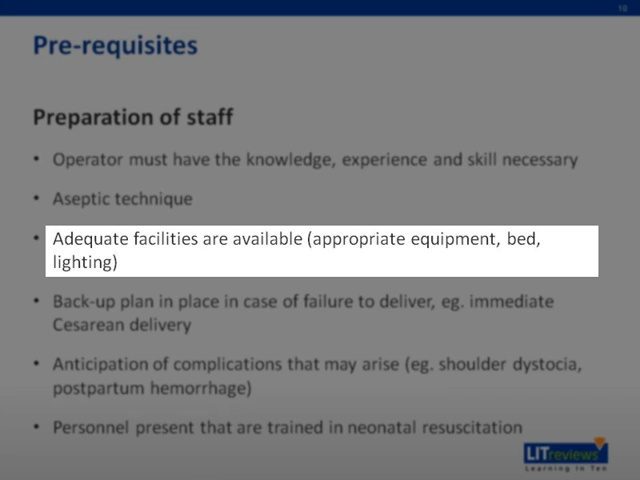 10
Pre-requisites
Preparation of staff
• Operator must have the knowledge, experience and skill necessary
• Aseptic technique
• Adequate facilities are available (appropriate equipment, bed,
lighting)
• Back-up plan in place in case of failure to deliver, eg. immediate
Cesarean delivery
• Anticipation of complications that may arise (eg. shoulder dystocia,
postpartum hemorrhage)
• Personnel present that are trained in neonatal resuscitation
LITreviews
Learning In Ten